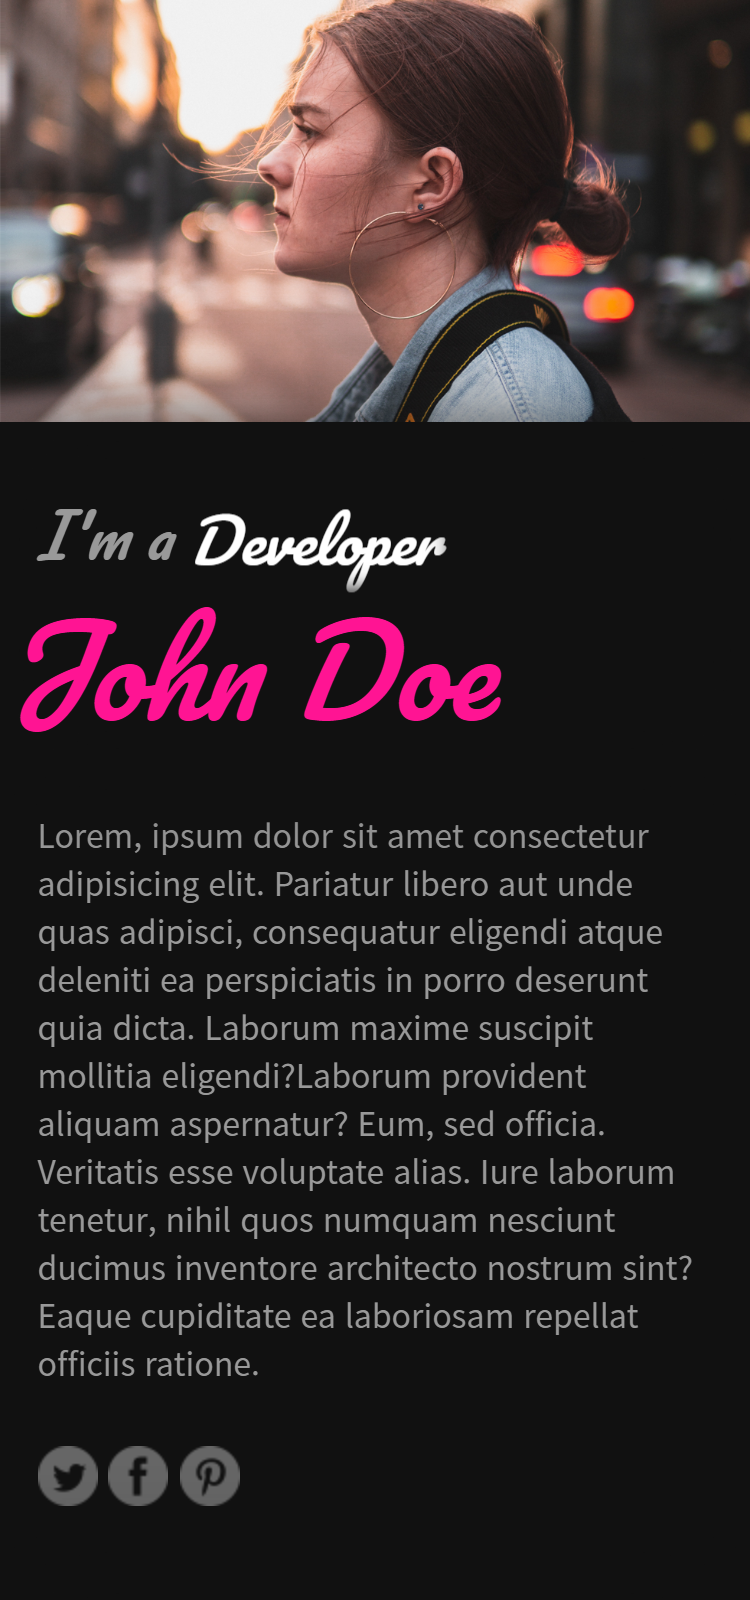 I'm a Developer
John Doe
Lorem, ipsum dolor sit amet consectetur
adipisicing elit. Pariatur libero aut unde
quas adipisci, consequatur eligendi atque
deleniti ea perspiciatis in porro deserunt
quia dicta. Laborum maxime suscipit
mollitia eligendi?Laborum provident
aliquam aspernatur? Eum, sed officia.
Veritatis esse voluptate alias. Iure laborum
tenetur, nihil quos numquam nesciunt
ducimus inventore architecto nostrum sint?
Eaque cupiditate ea laboriosam repellat
officiis ratione.